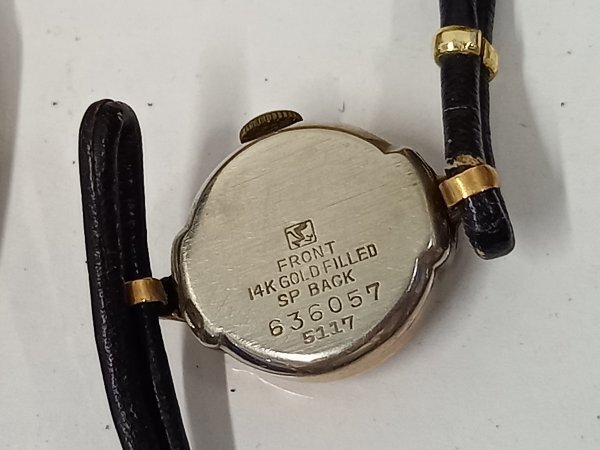 FRONT
14K GOLD FILLED
SP BACK
636057
5117